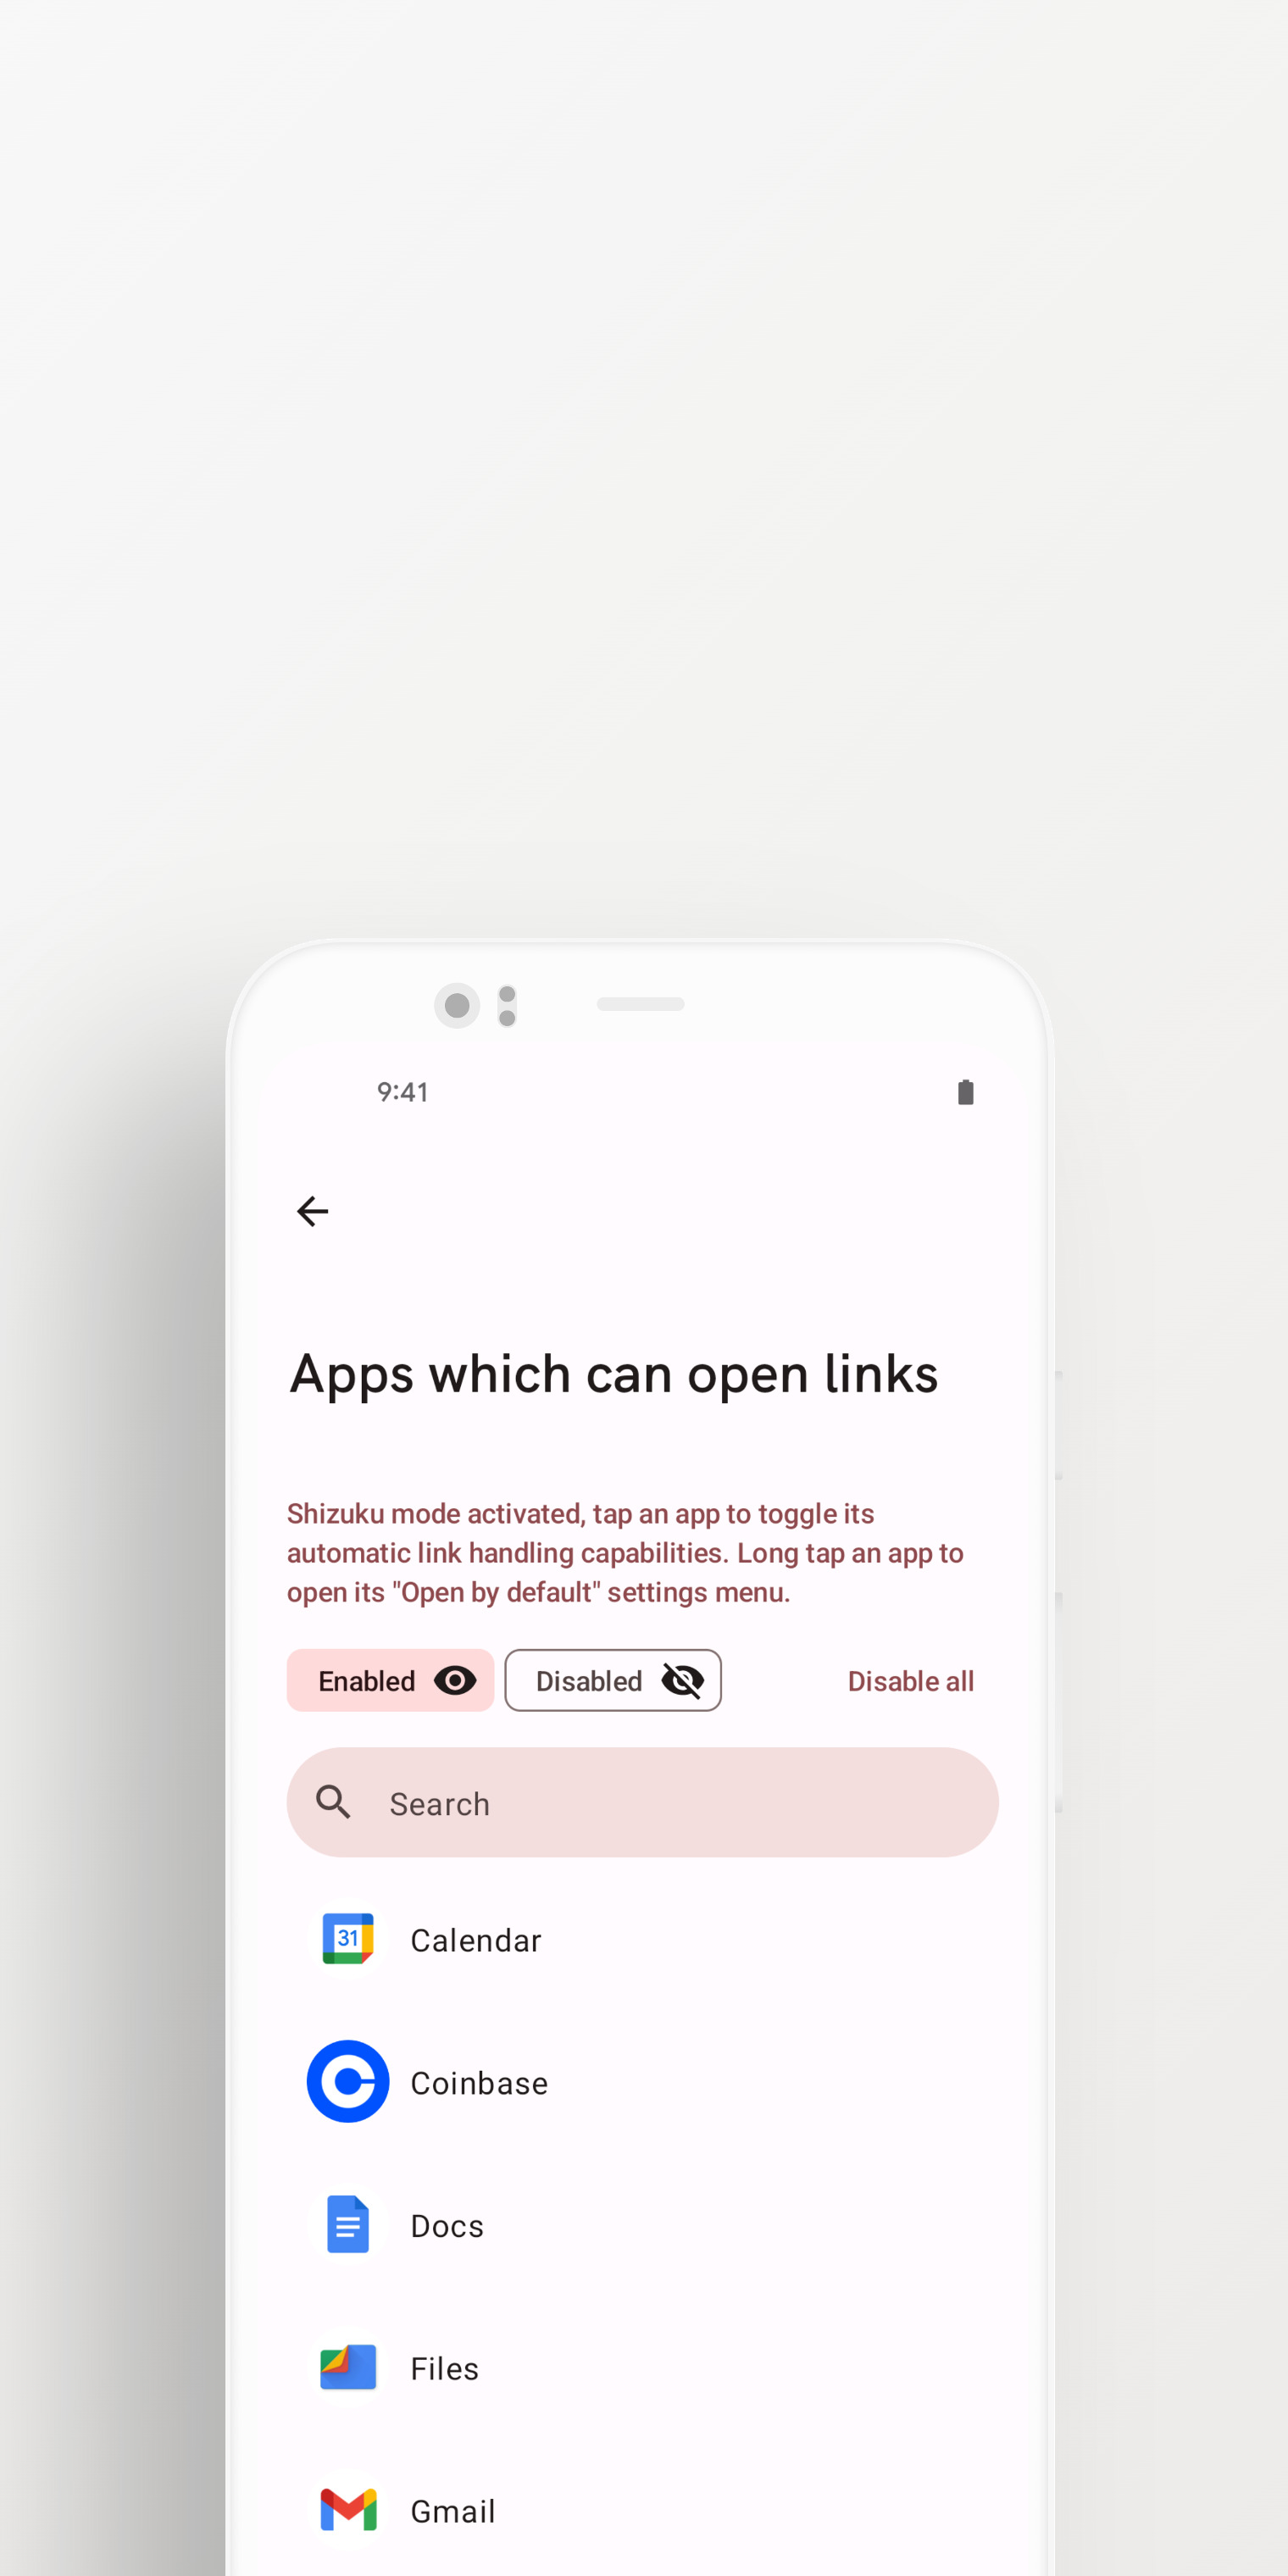 9:41
Apps which can open links
Shizuku mode activated, tap an app to toggle its
automatic link handling capabilities. Long tap an app to
open its "Open by default" settings menu.
Enabled
Disabled
Disable all
Search
31
Calendar
Coinbase
Docs
Files
Gmail